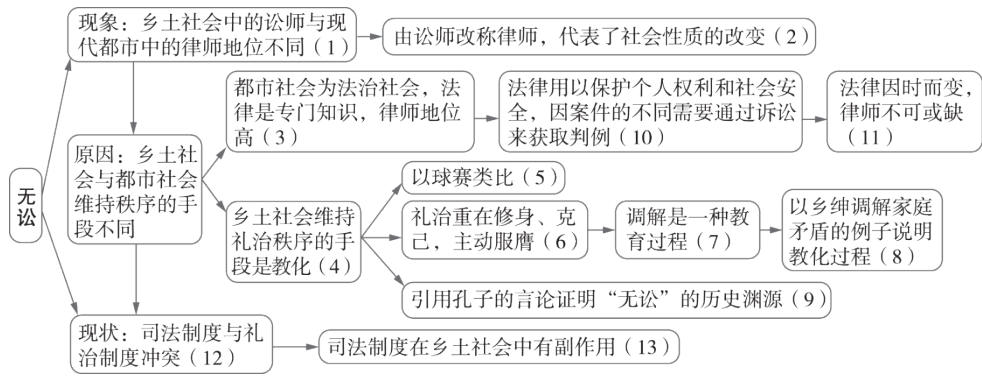 无讼
现象：乡土社会中的讼师与现
代都市中的律师地位不同（1）
由讼师改称律师，代表了社会性质的改变（2）
原因：乡土社
会与都市社会
维持秩序的手
段不同
都市社会为法治社会，法
律是专门知识，律师地位
高（3）
法律用以保护个人权利和社会安
全，因案件的不同需要通过诉讼
来获取判例（10）
法律因时而变，
律师不可或缺
（11）
乡土社会维持
礼治秩序的手
段是教化（4）
以球赛类比（5）
礼治重在修身、克
己，主动服膺（6）
调解是一种教
育过程（7）
以乡绅调解家庭
矛盾的例子说明
教化过程（8）
引用孔子的言论证明“无讼”的历史渊源（9）
现状：司法制度与礼
治制度冲突（12）
司法制度在乡土社会中有副作用（13）